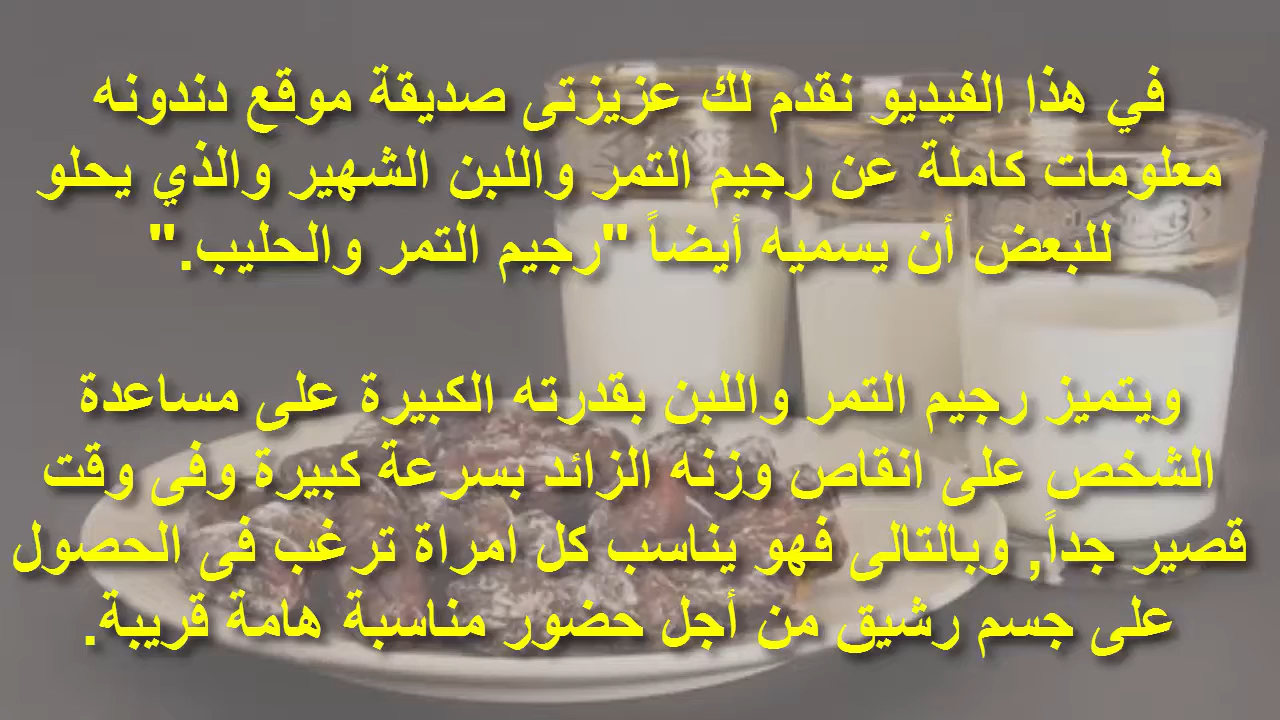 في هذا الفيديو نقدم لك عزيزتى صديقة موقع دندونه
معلومات كاملة عن رجيم التمر واللبن الشهير والذي يحلو
للبعض أن يسميه أيضاً "رجيم التمر والحليب."
ويتميز رجيم التمر واللبن بقدرته الكبيرة على مساعدة
الشخص على انقاص وزنه الزائد بسرعة كبيرة وفى وقت
قصير جداً, وبالتالى فهو يناسب كل امراة ترغب فى الحصول
على جسم رشيق من أجل حضور مناسبة هامة قريبة.